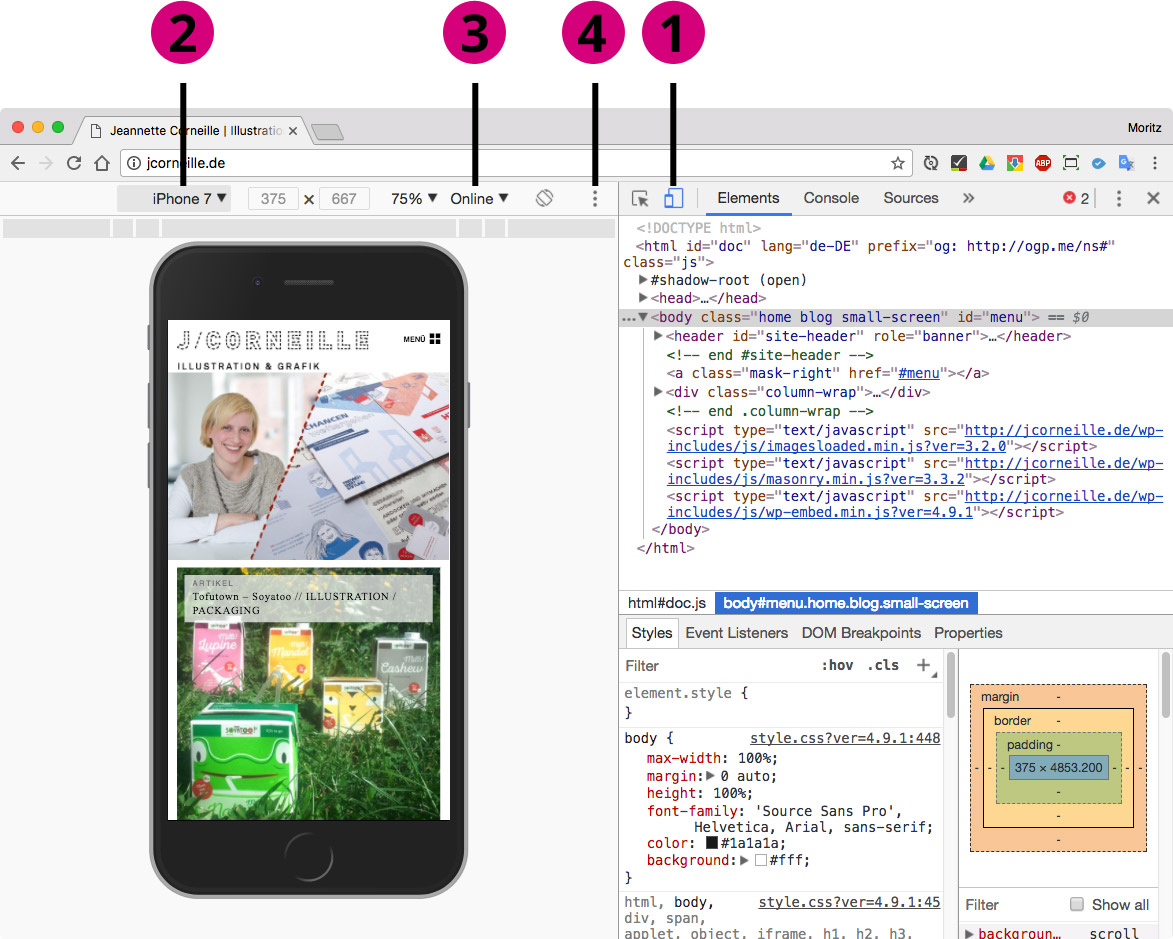 2 3 4 1
Jeannette Corneille | Illustratio
Moritz
jcorneille.de
ABP
iPhone 7 ▼ 375 × 667 75% ▼ Online ▼
Elements Console Sources » 2
<!DOCTYPE html>
<html id="doc" lang="de-DE" prefix="og: http://ogp.me/ns#"
class="js">
▶#shadow-root (open)
▶<head>…</head>
…▼<body class="home blog small-screen" id="menu"> == $0
▶<header id="site-header" role="banner">…</header>
<!-- end #site-header -->
<a class="mask-right" href="#menu"></a>
▶<div class="column-wrap">…</div>
<!-- end .column-wrap -->
<script type="text/javascript" src="http://jcorneille.de/wp-
includes/js/imagesloaded.min.js?ver=3.2.0"></script>
<script type="text/javascript" src="http://jcorneille.de/wp-
includes/js/masonry.min.js?ver=3.3.2"></script>
<script type="text/javascript" src="http://jcorneille.de/wp-
includes/js/wp-embed.min.js?ver=4.9.1"></script>
</body>
</html>
html#doc.js body#menu.home.blog.small-screen
Styles Event Listeners DOM Breakpoints Properties
Filter :hov .cls +
element.style {
}
body { style.css?ver=4.9.1:448
max-width: 100%;
margin:▶ 0 auto;
height: 100%;
font-family: 'Source Sans Pro',
Helvetica, Arial, sans-serif;
color: #1a1a1a;
background:▶ #fff;
}
html, body, style.css?ver=4.9.1:45
div, span,
applet, object, iframe, h1, h2, h3,
margin -
border -
padding -
- - - 375 × 4853.200 - - -
-
-
-
Filter Show all
▶ backgroun… scroll
J/CORNEILLE
MENÜ
ILLUSTRATION & GRAFIK
CHANCEN
ARTIKEL
Tofutown – Soyatoo // ILLUSTRATION /
PACKAGING
Lupine
Mandel
Cashew
soyatoo!